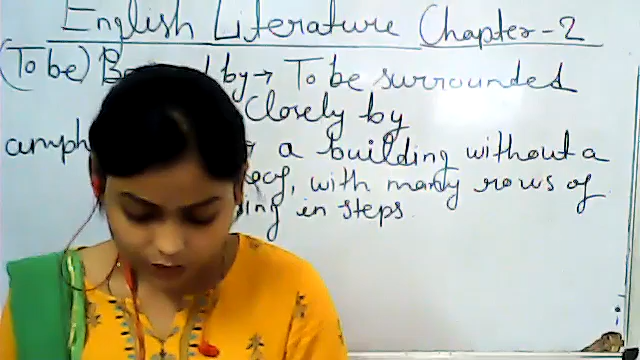 English Literature Chapter-2
(To be) by → To be surrounded
Closely by
a building without a
with many rows of
in steps